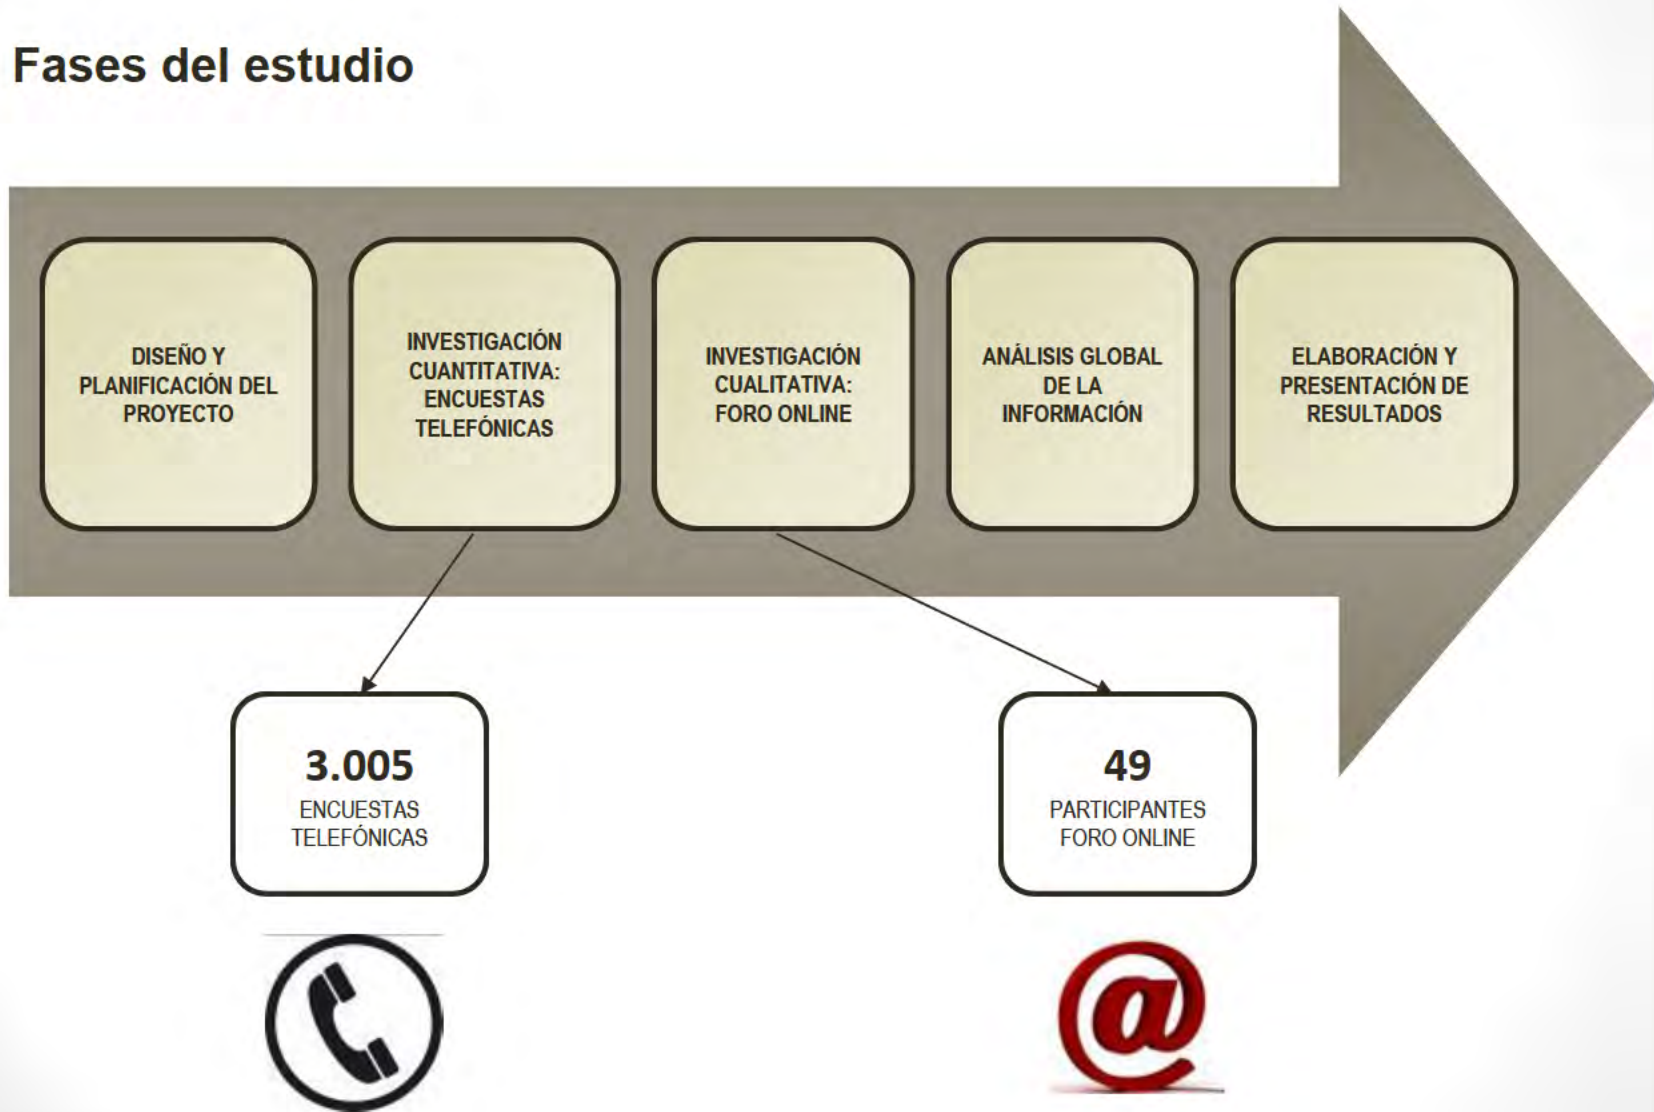 Fases del estudio
DISEÑO Y
PLANIFICACIÓN DEL
PROYECTO
INVESTIGACIÓN
CUANTITATIVA:
ENCUESTAS
TELEFÓNICAS
INVESTIGACIÓN
CUALITATIVA:
FORO ONLINE
ANÁLISIS GLOBAL
DE LA
INFORMACIÓN
ELABORACIÓN Y
PRESENTACIÓN DE
RESULTADOS
3.005
ENCUESTAS
TELEFÓNICAS
49
PARTICIPANTES
FORO ONLINE
@